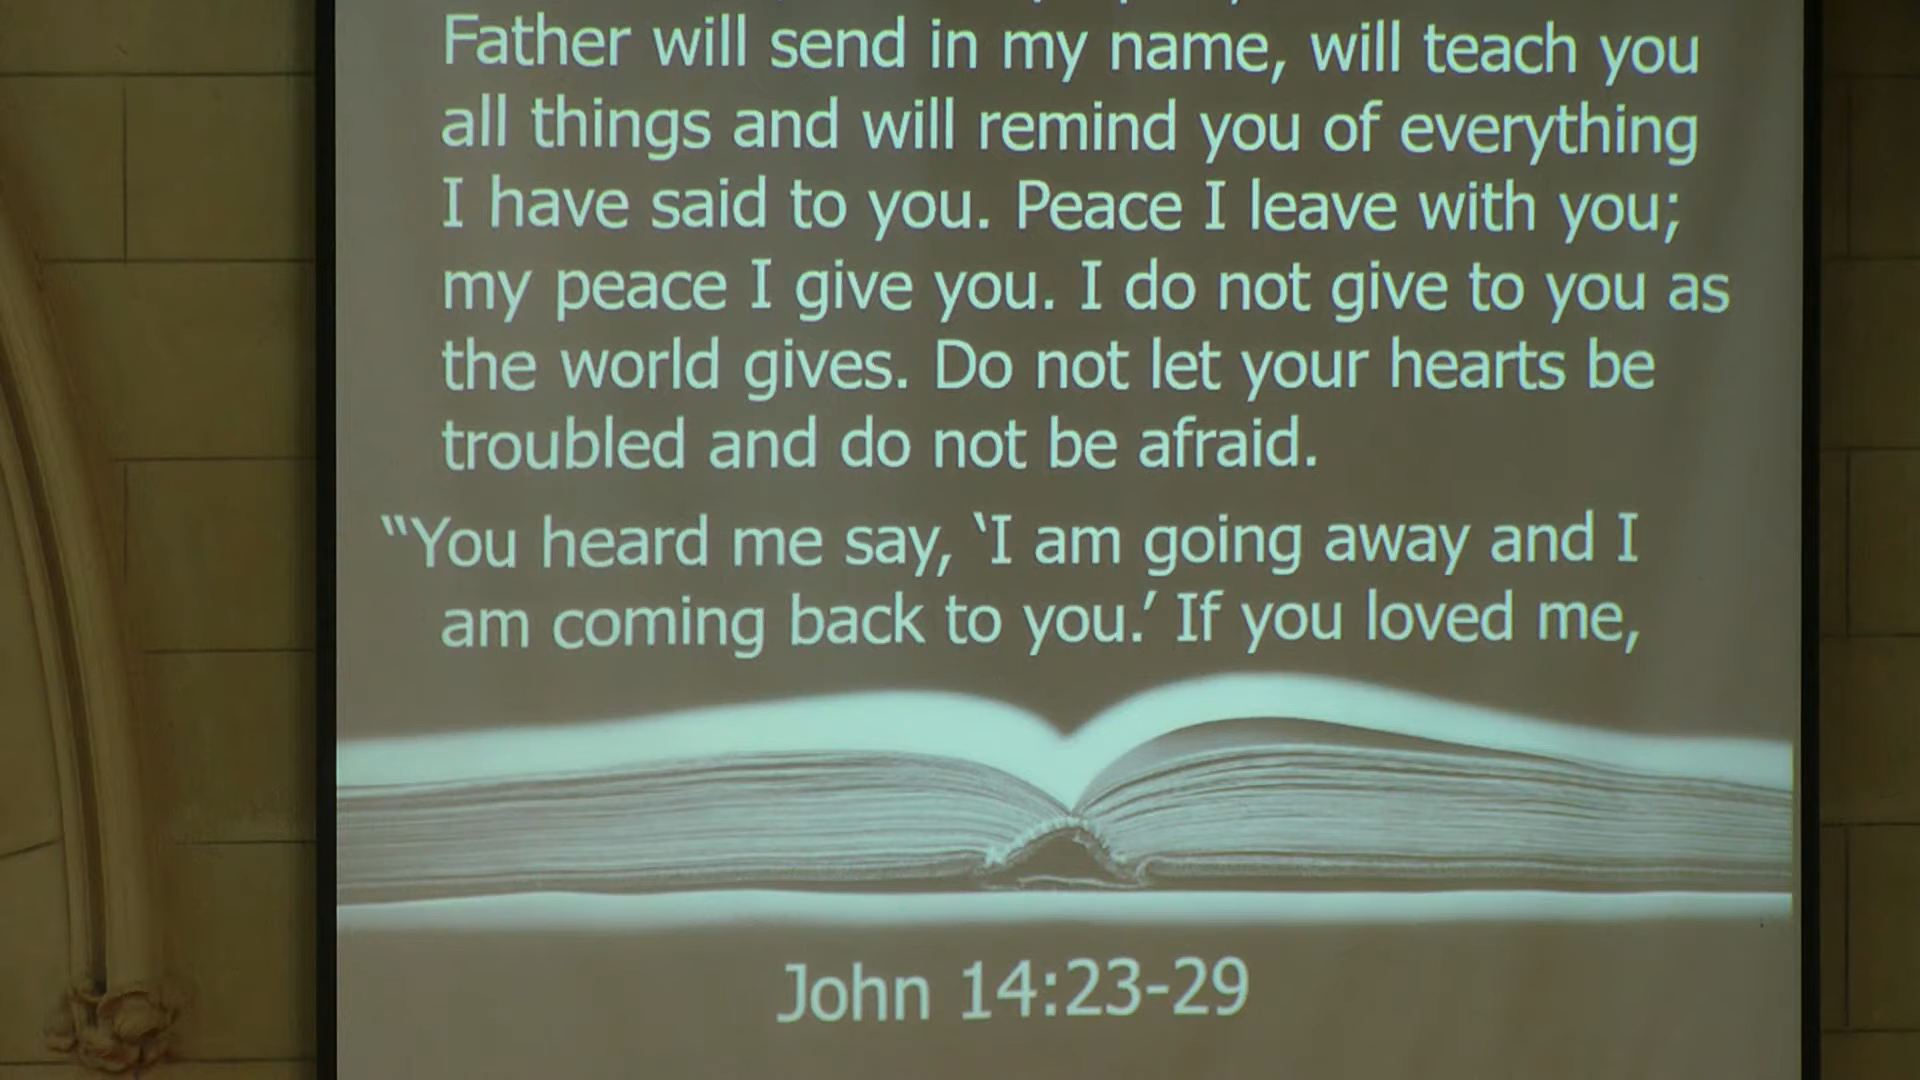 Father will send in my name, will teach you
all things and will remind you of everything
I have said to you. Peace I leave with you;
my peace I give you. I do not give to you as
the world gives. Do not let your hearts be
troubled and do not be afraid.
“You heard me say, ‘I am going away and I
am coming back to you.’ If you loved me,
John 14:23-29